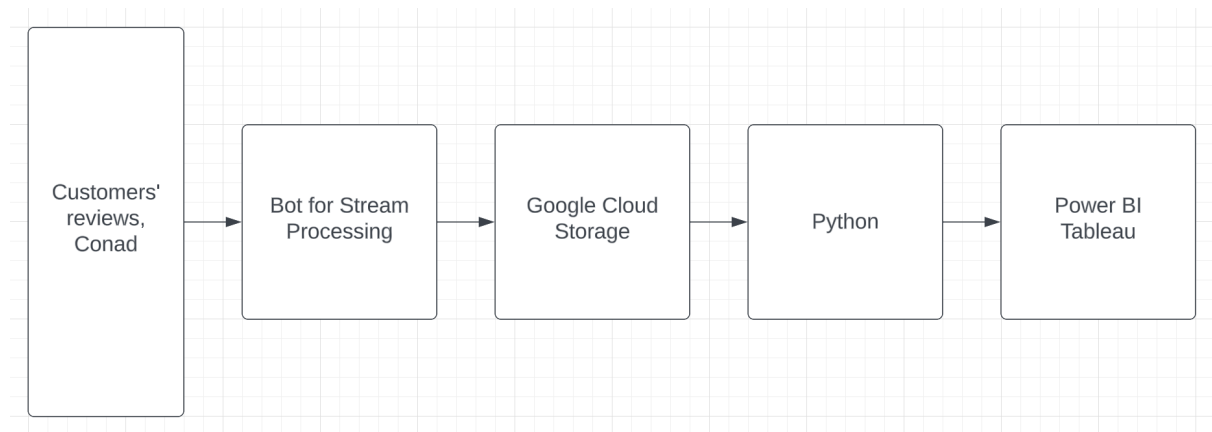 Customers'
reviews,
Conad
Bot for Stream
Processing
Google Cloud
Storage
Python
Power BI
Tableau